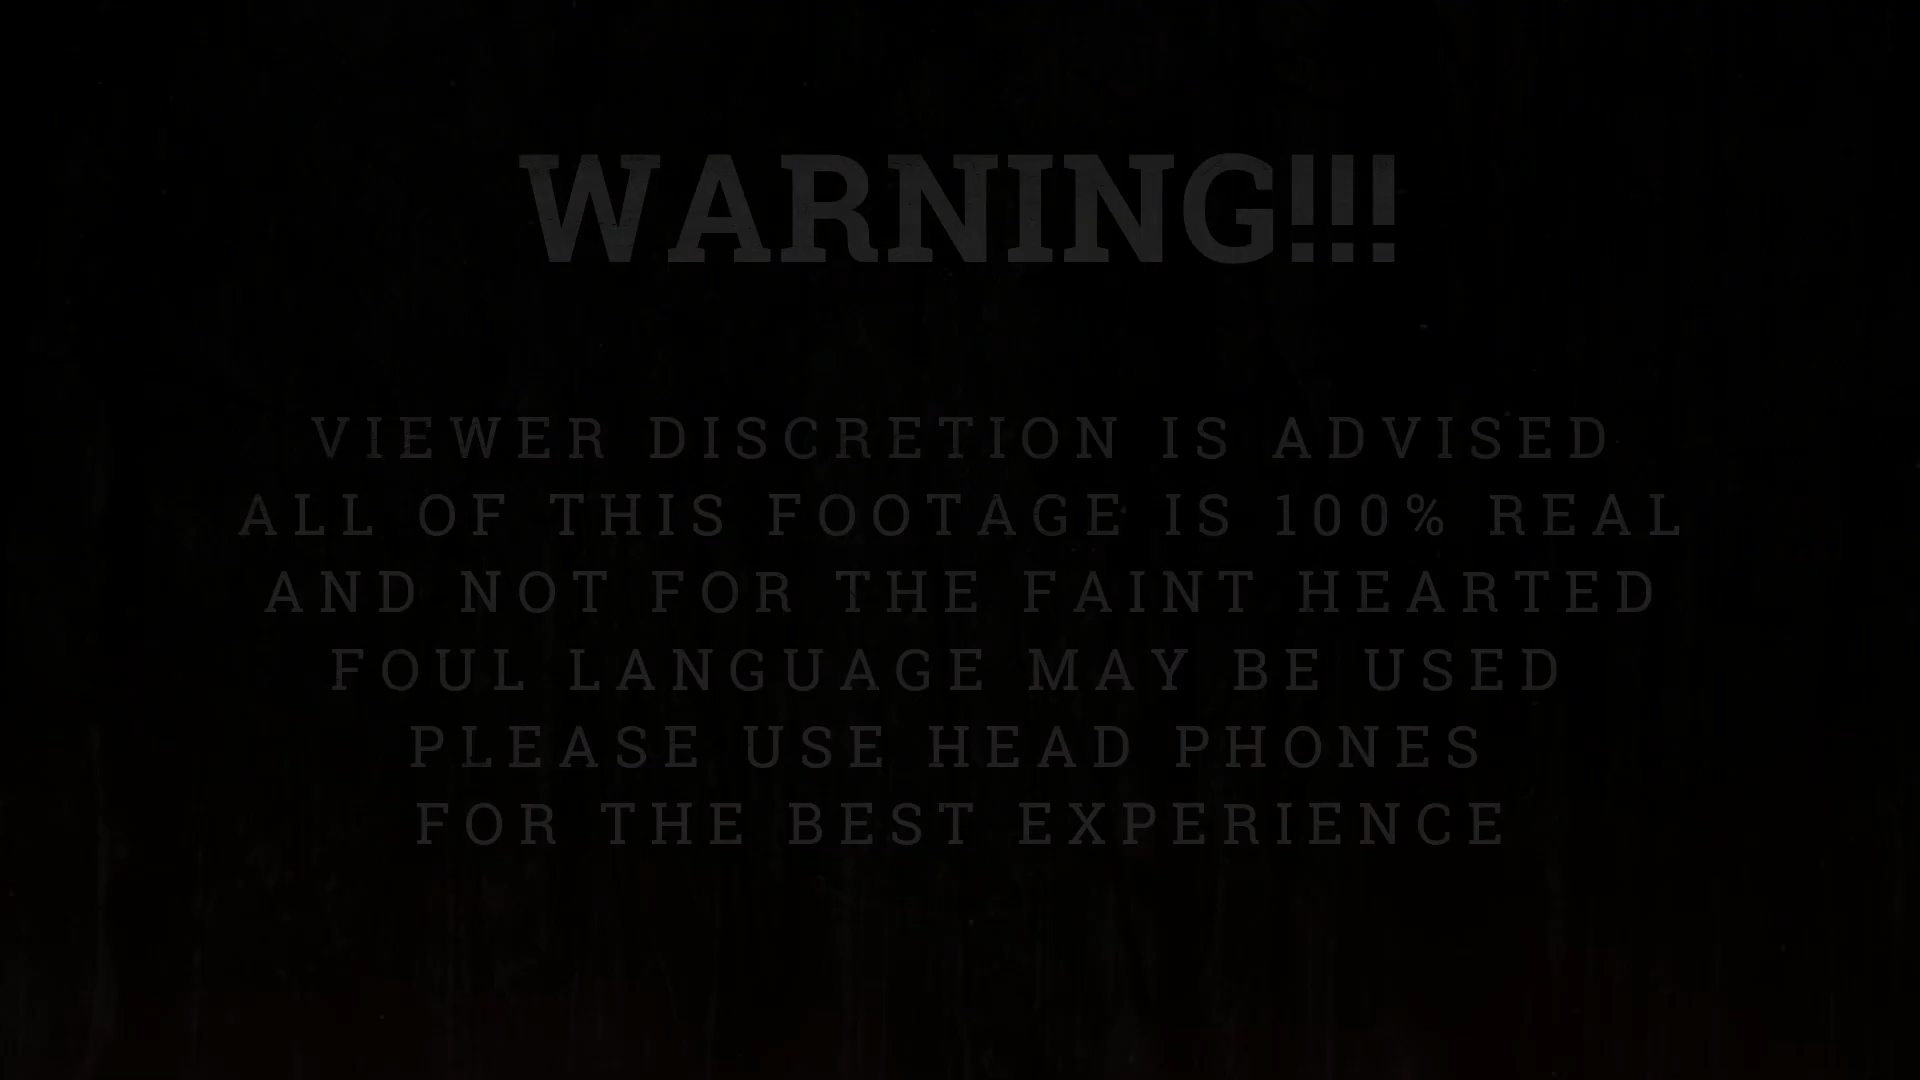 WARNING!!!
VIEWER DISCRETION IS ADVISED
ALL OF THIS FOOTAGE IS 100% REAL
AND NOT FOR THE FAINT HEARTED
FOUL LANGUAGE MAY BE USED
PLEASE USE HEAD PHONES
FOR THE BEST EXPERIENCE